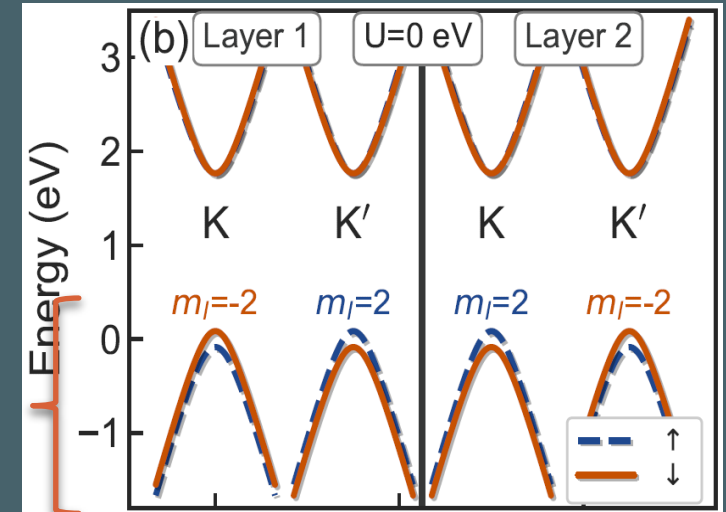 (b)
Layer 1
U=0 eV
Layer 2
Energy (eV)
3
2
1
0
−1
K
K′
K
K′
m_l=-2
m_l=2
m_l=2
m_l=-2
↑
↓